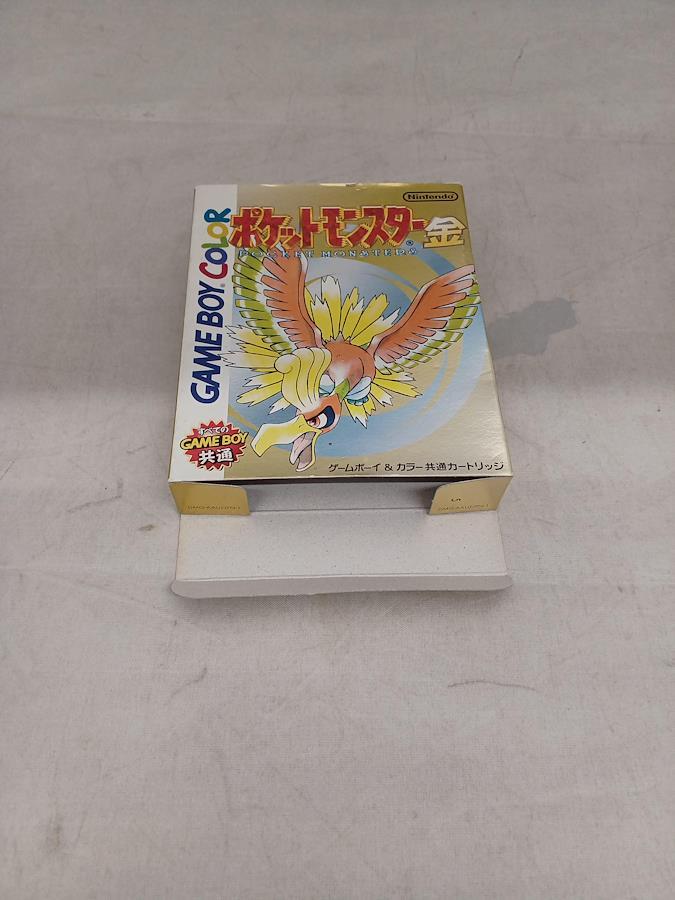 Nintendo
ポケットモンスター金
POCKET MONSTERS
GAME BOY COLOR
すべての
GAME BOY
共通
ゲームボーイ & カラー共通カートリッジ
5